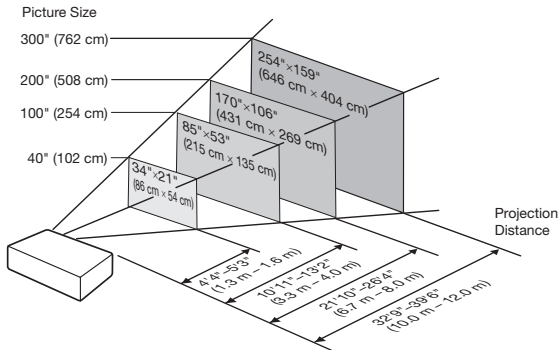 Picture Size
300" (762 cm)
200" (508 cm)
100" (254 cm)
40" (102 cm)
254"×159"
(646 cm × 404 cm)
170"×106"
(431 cm × 269 cm)
85"×53"
(215 cm × 135 cm)
34"×21"
(86 cm × 54 cm)
Projection
Distance
4'4"–5'3"
(1.3 m – 1.6 m)
10'11"–13'2"
(3.3 m – 4.0 m)
21'10"–26'4"
(6.7 m – 8.0 m)
32'9"–39'6"
(10.0 m – 12.0 m)